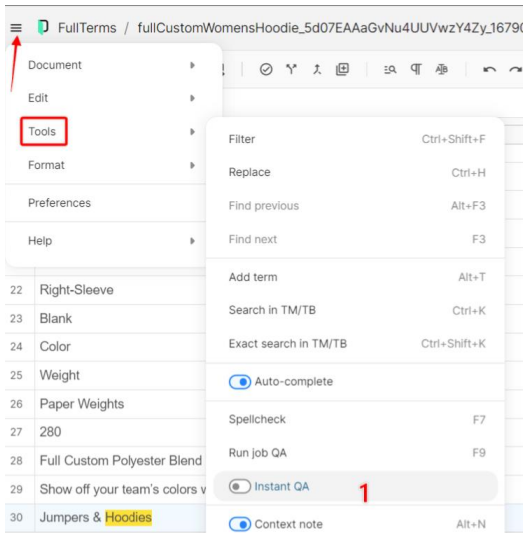 FullTerms / fullCustomWomensHoodie_5d07EAAaGvNu4UUVwzY4Zy_1679
Document
Edit
Tools
Format
Preferences
Help
Filter Ctrl+Shift+F
Replace Ctrl+H
Find previous Alt+F3
Find next F3
Add term Alt+T
Search in TM/TB Ctrl+K
Exact search in TM/TB Ctrl+Shift+K
Auto-complete
Spellcheck F7
Run job QA F9
Instant QA 1
Context note Alt+N
22 Right-Sleeve
23 Blank
24 Color
25 Weight
26 Paper Weights
27 280
28 Full Custom Polyester Blend
29 Show off your team's colors
30 Jumpers & Hoodies